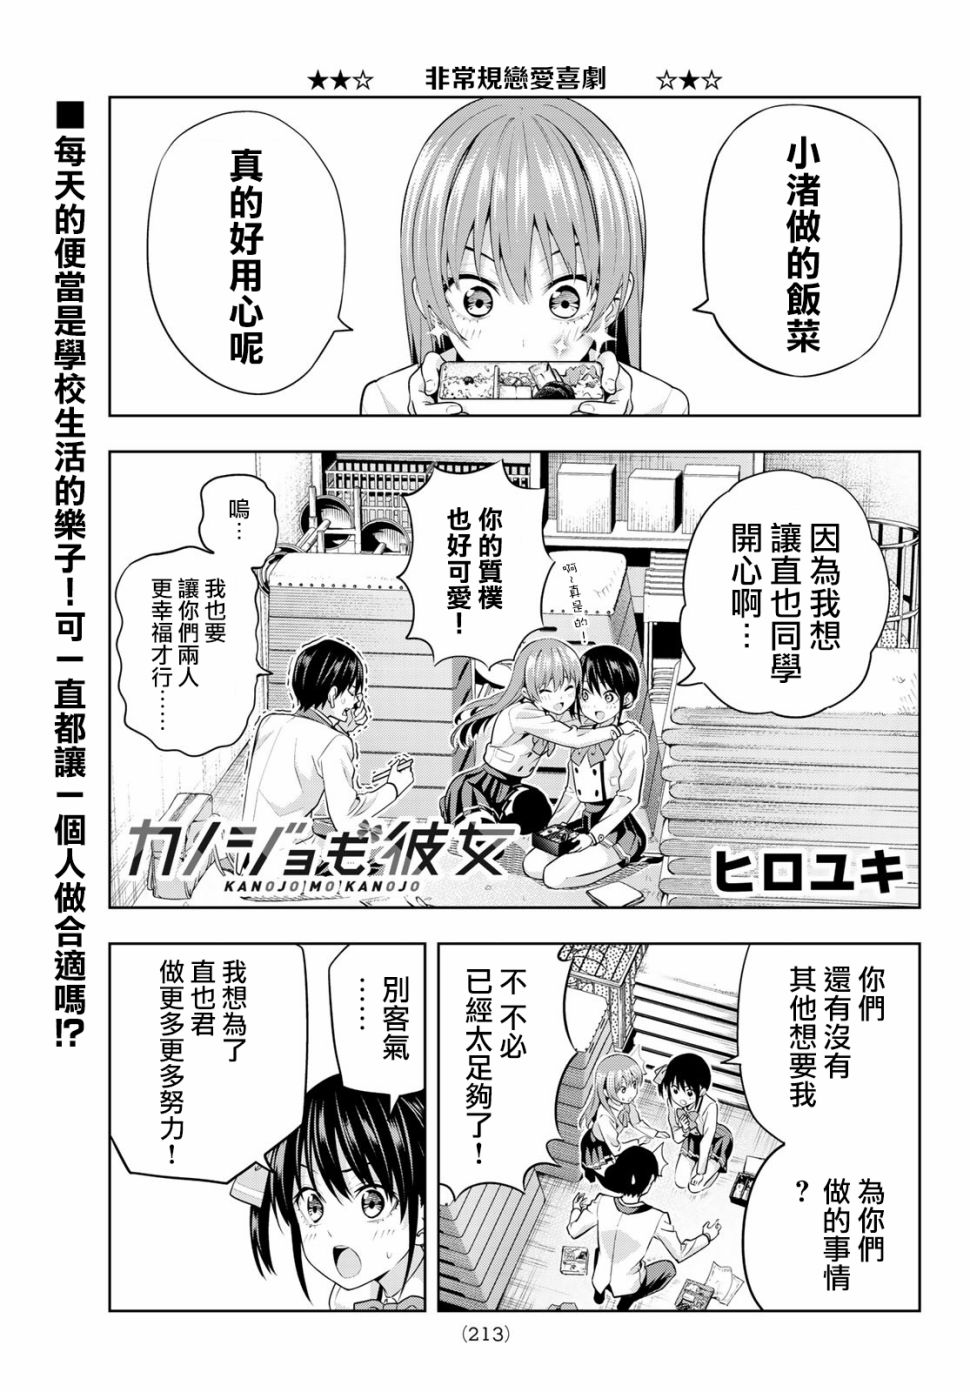 ★★☆ 非常規戀愛喜劇 ☆★☆
■每天的便當是學校生活的樂子！可一直都讓一個人做合適嗎!?
小渚做的飯菜
真的好用心呢
因為我想
讓直也同學
開心啊…
你的質樸
也好可愛！
啊~真是的！
嗚…
我也要
讓你們兩人
更幸福才行……
カノジョも彼女
KANOJO MO KANOJO
ヒロユキ
你們
還有沒有
其他想要我
為你們
做的事情
？
不不必
已經太足夠了！
別客氣
……
我想為了
直也君
做更多更多努力！
(213)